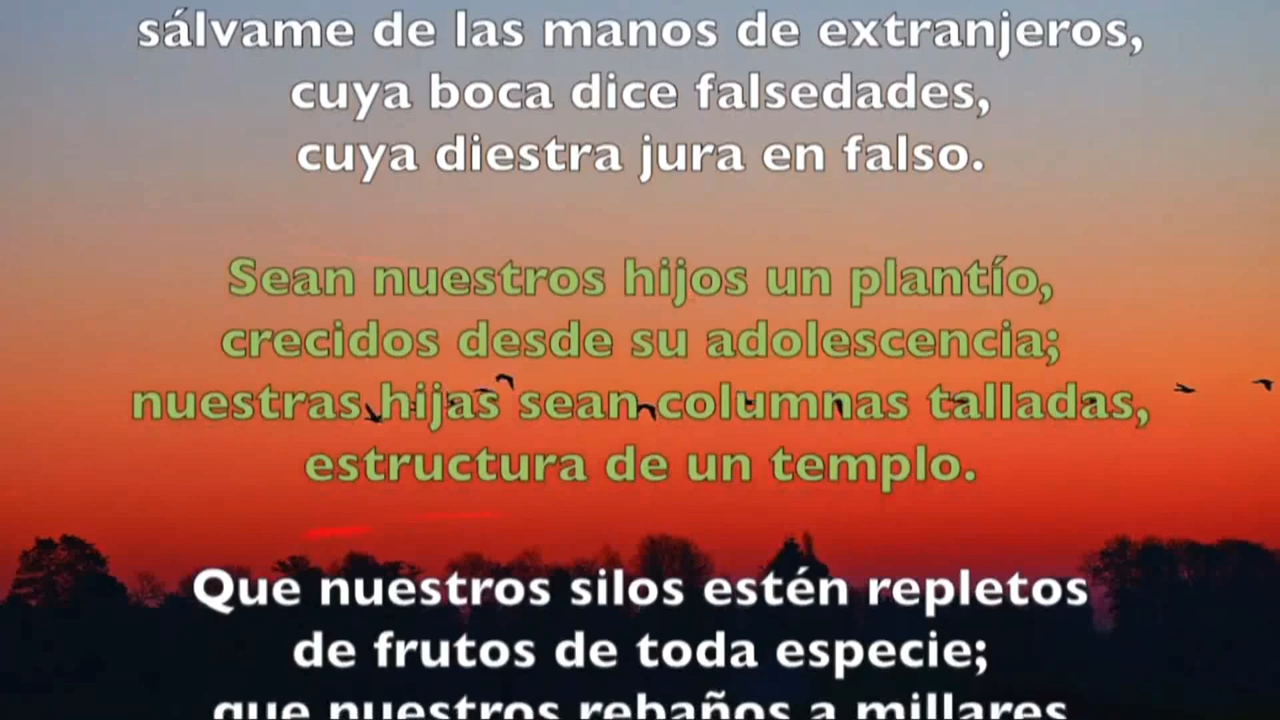 sálvame de las manos de extranjeros,
cuya boca dice falsedades,
cuya diestra jura en falso.
Sean nuestros hijos un plantío,
crecidos desde su adolescencia;
nuestras hijas sean columnas talladas,
estructura de un templo.
Que nuestros silos estén repletos
de frutos de toda especie;
que nuestros rebaños a millares